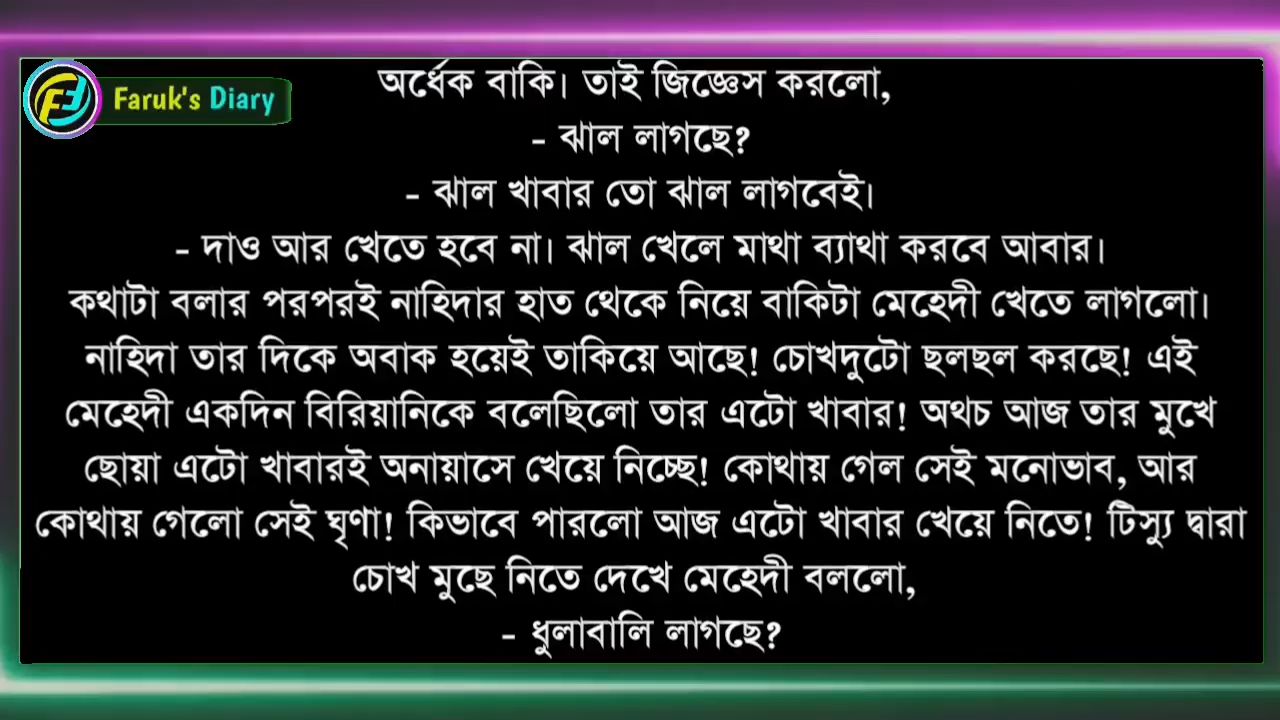 Faruk's Diary
অর্ধেক বাকি। তাই জিজ্ঞেস করলো,
- ঝাল লাগছে?
- ঝাল খাবার তো ঝাল লাগবেই।
- দাও আর খেতে হবে না। ঝাল খেলে মাথা ব্যাথা করবে আবার।
কথাটা বলার পরপরই নাহিদার হাত থেকে নিয়ে বাকিটা মেহেদী খেতে লাগলো।
নাহিদা তার দিকে অবাক হয়েই তাকিয়ে আছে! চোখদুটো ছলছল করছে! এই
মেহেদী একদিন বিরিয়ানিকে বলেছিলো তার এটো খাবার! অথচ আজ তার মুখে
ছোয়া এটো খাবারই অনায়াসে খেয়ে নিচ্ছে! কোথায় গেল সেই মনোভাব, আর
কোথায় গেলো সেই ঘৃণা! কিভাবে পারলো আজ এটো খাবার খেয়ে নিতে! টিস্যু দ্বারা
চোখ মুছে নিতে দেখে মেহেদী বললো,
- ধুলাবালি লাগছে?